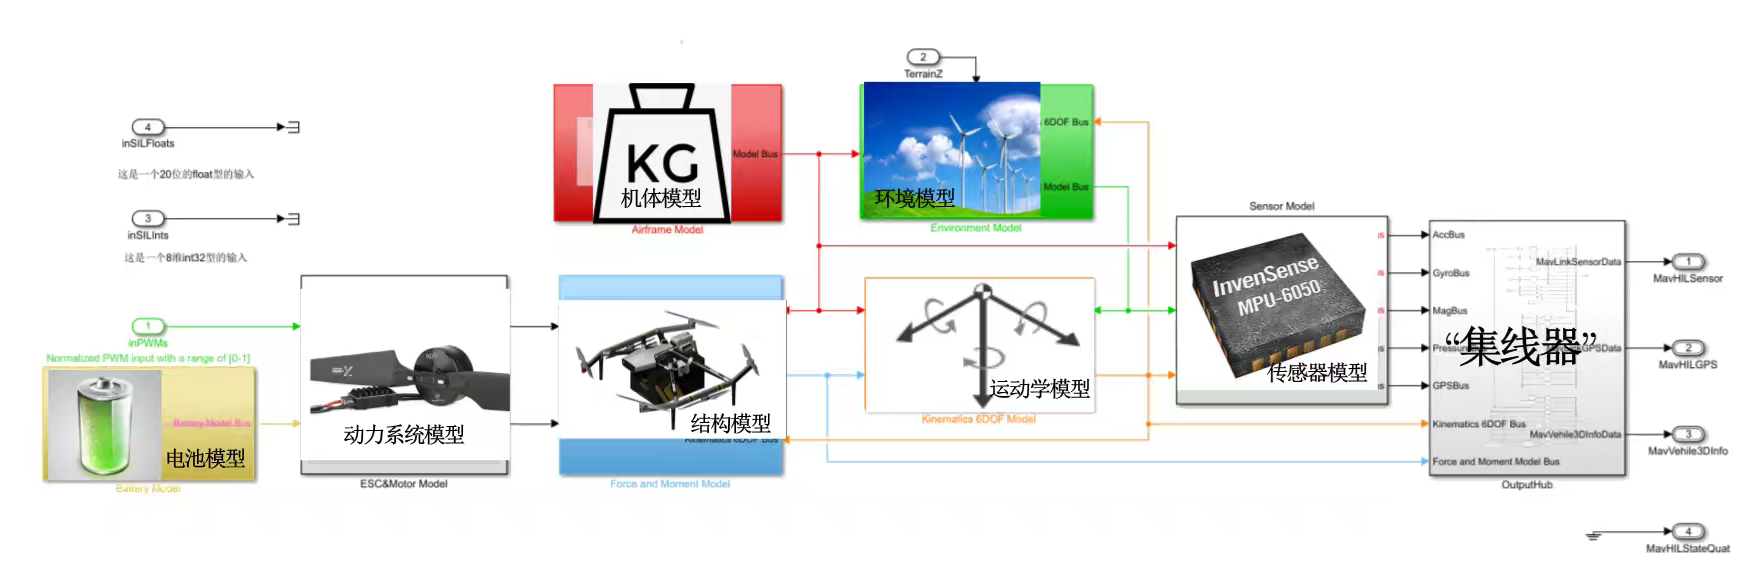 2
TerrainZ
4
inSILFloats
这是一个20位的float型的输入
3
inSILInts
这是一个8维int32型的输入
1
inPWMs
Normalized PWM input with a range of [0-1]
Battery Model Bus
电池模型
Battery Model
动力系统模型
ESC&Motor Model
KG
机体模型
Model Bus
Airframe Model
结构模型
Kinematics 6DOF Bus
Force and Moment Model
6DOF Bus
Model Bus
环境模型
Environment Model
运动学模型
Kinematics 6DOF Model
Sensor Model
InvenSense
MPU-6050
传感器模型
AccBus
GyroBus
MagBus
GPSBus
Kinematics 6DOF Bus
Force and Moment Model Bus
“集线器”
MavLinkSensorData
MavVehile3DInfoData
OutputHub
1
MavHILSensor
2
MavHILGPS
3
MavVehile3DInfo
4
MavHILStateQuat